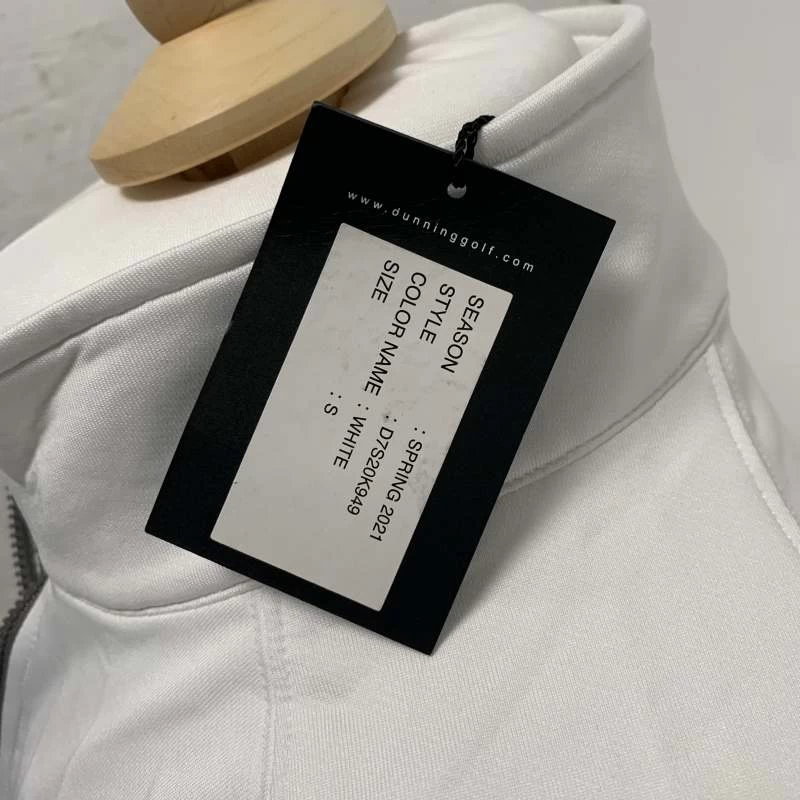 www.dunninggolf.com
SEASON : SPRING 2021
STYLE : D7S20K949
COLOR NAME : WHITE
SIZE : S